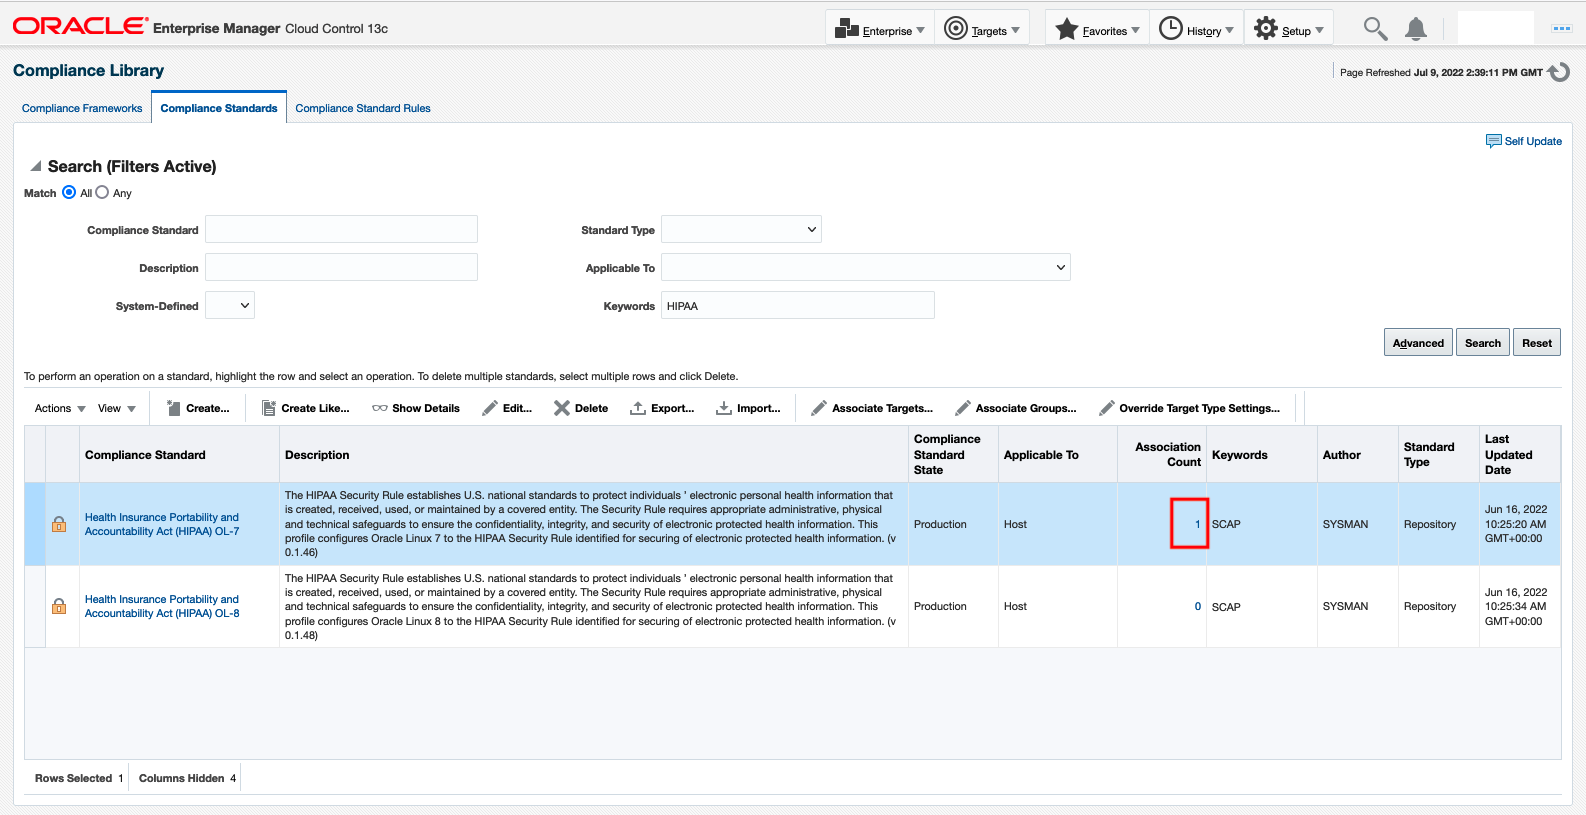 ORACLE® Enterprise Manager Cloud Control 13c
Enterprise Targets Favorites History Setup
Compliance Library
Page Refreshed Jul 9, 2022 2:39:11 PM GMT
Compliance Frameworks Compliance Standards Compliance Standard Rules
Self Update
Search (Filters Active)
Match All Any
Compliance Standard Standard Type
Description Applicable To
System-Defined Keywords HIPAA
Advanced Search Reset
To perform an operation on a standard, highlight the row and select an operation. To delete multiple standards, select multiple rows and click Delete.
Actions View Create... Create Like... Show Details Edit... Delete Export... Import... Associate Targets... Associate Groups... Override Target Type Settings...
Compliance Standard
Description
Compliance
Standard
State
Applicable To
Association
Count
Keywords
Author
Standard
Type
Last
Updated
Date
Health Insurance Portability and
Accountability Act (HIPAA) OL-7
The HIPAA Security Rule establishes U.S. national standards to protect individuals ' electronic personal health information that
is created, received, used, or maintained by a covered entity. The Security Rule requires appropriate administrative, physical
and technical safeguards to ensure the confidentiality, integrity, and security of electronic protected health information. This
profile configures Oracle Linux 7 to the HIPAA Security Rule identified for securing of electronic protected health information. (v
0.1.46)
Production
Host
1
SCAP
SYSMAN
Repository
Jun 16, 2022
10:25:20 AM
GMT+00:00
Health Insurance Portability and
Accountability Act (HIPAA) OL-8
The HIPAA Security Rule establishes U.S. national standards to protect individuals ' electronic personal health information that
is created, received, used, or maintained by a covered entity. The Security Rule requires appropriate administrative, physical
and technical safeguards to ensure the confidentiality, integrity, and security of electronic protected health information. This
profile configures Oracle Linux 8 to the HIPAA Security Rule identified for securing of electronic protected health information. (v
0.1.48)
Production
Host
0
SCAP
SYSMAN
Repository
Jun 16, 2022
10:25:34 AM
GMT+00:00
Rows Selected 1 Columns Hidden 4